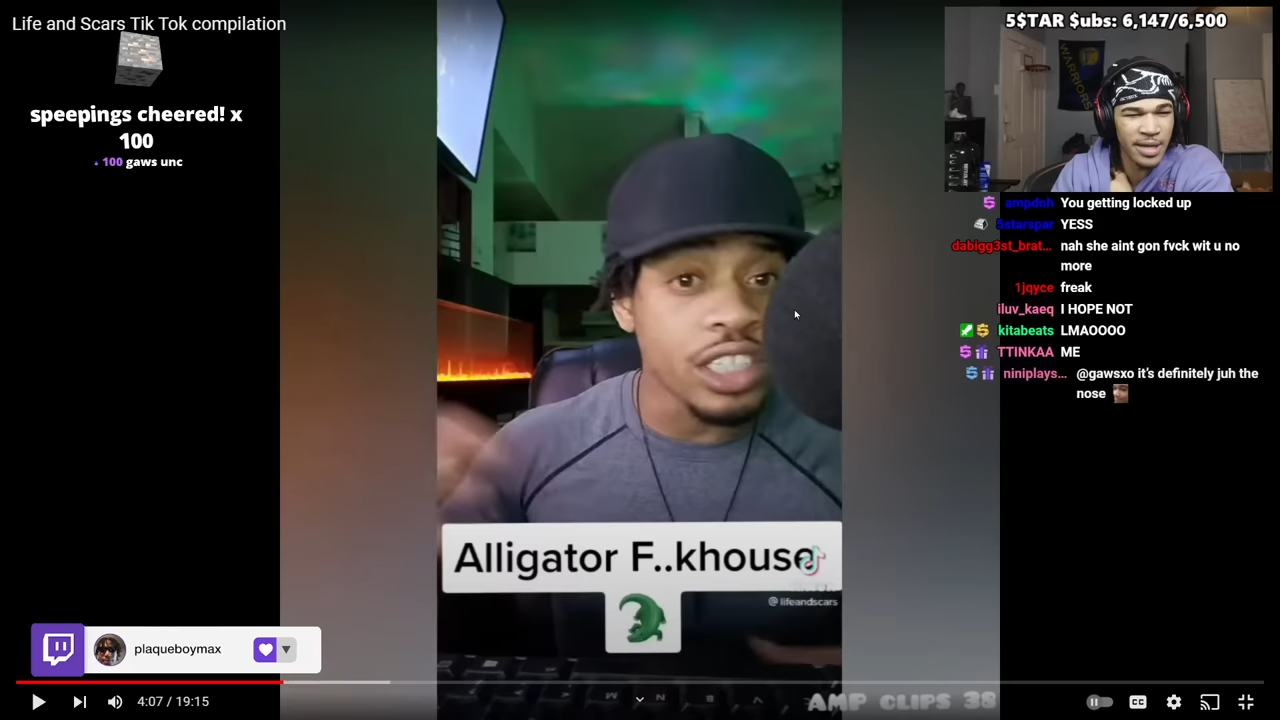 Life and Scars Tik Tok compilation
speepings cheered! x
100
100 gaws unc
5$TAR $ubs: 6,147/6,500
WARRIORS
ampdoh You getting locked up
5starspar YESS
dabigg3st_brat... nah she aint gon fvck wit u no
more
1jqyce freak
iluv_kaeq I HOPE NOT
kitabeats LMAOOOO
TTINKAA ME
niniplays... @gawsxo it's definitely juh the
nose
Alligator F..khouse
@lifeandscars
plaqueboymax
4:07 / 19:15
CC
AMP CLIPS 38